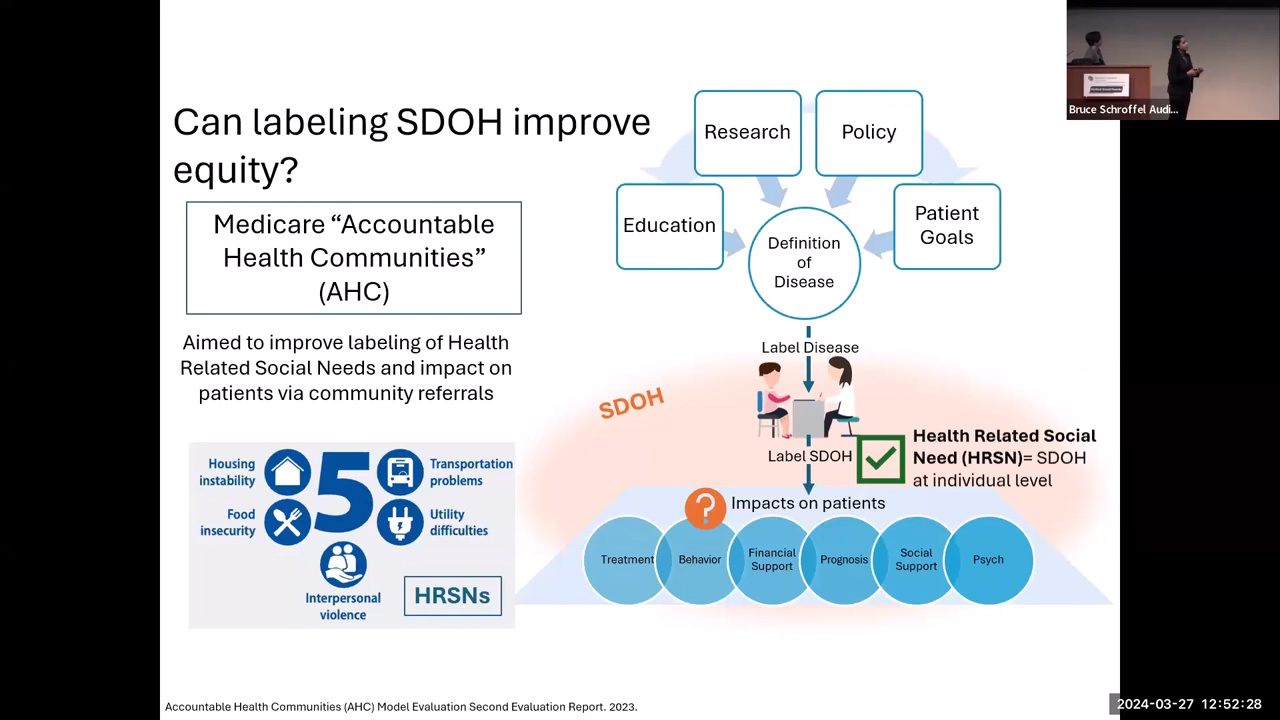 Can labeling SDOH improve
equity?
Medicare “Accountable
Health Communities”
(AHC)
Aimed to improve labeling of Health
Related Social Needs and impact on
patients via community referrals
Housing
instability
Food
insecurity
5
Transportation
problems
Utility
difficulties
Interpersonal
violence
HRSNs
Research
Policy
Education
Patient
Goals
Definition
of
Disease
Label Disease
SDOH
Label SDOH
Health Related Social
Need (HRSN)= SDOH
at individual level
?
Impacts on patients
Treatment
Behavior
Financial
Support
Prognosis
Social
Support
Psych
Accountable Health Communities (AHC) Model Evaluation Second Evaluation Report. 2023.
Bruce Schroffel Audi...
2024-03-27 12:52:28